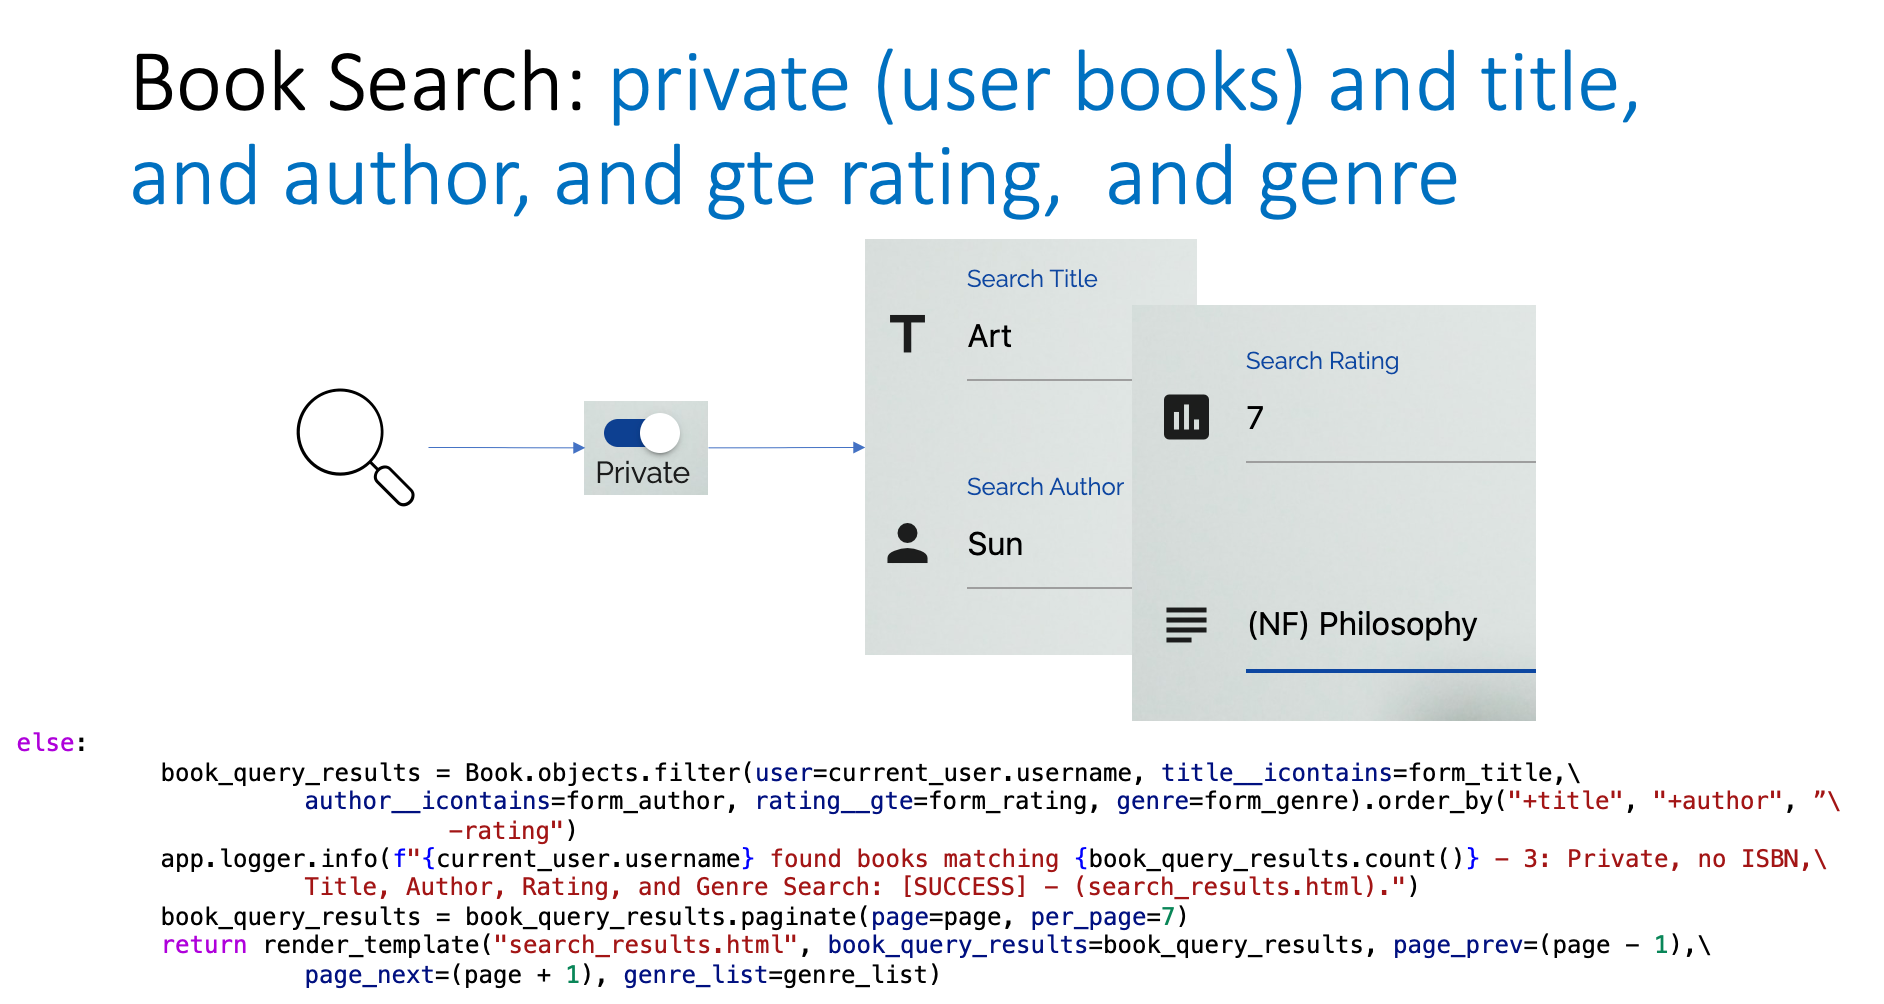 Book Search: private (user books) and title,
and author, and gte rating,  and genre
Search Title
Art
Search Author
Sun
Private
Search Rating
7
(NF) Philosophy
else:
book_query_results = Book.objects.filter(user=current_user.username, title__icontains=form_title,\
author__icontains=form_author, rating__gte=form_rating, genre=form_genre).order_by("+title", "+author", ”\
-rating")
app.logger.info(f"{current_user.username} found books matching {book_query_results.count()} - 3: Private, no ISBN,\
Title, Author, Rating, and Genre Search: [SUCCESS] - (search_results.html).")
book_query_results = book_query_results.paginate(page=page, per_page=7)
return render_template("search_results.html", book_query_results=book_query_results, page_prev=(page - 1),\
page_next=(page + 1), genre_list=genre_list)